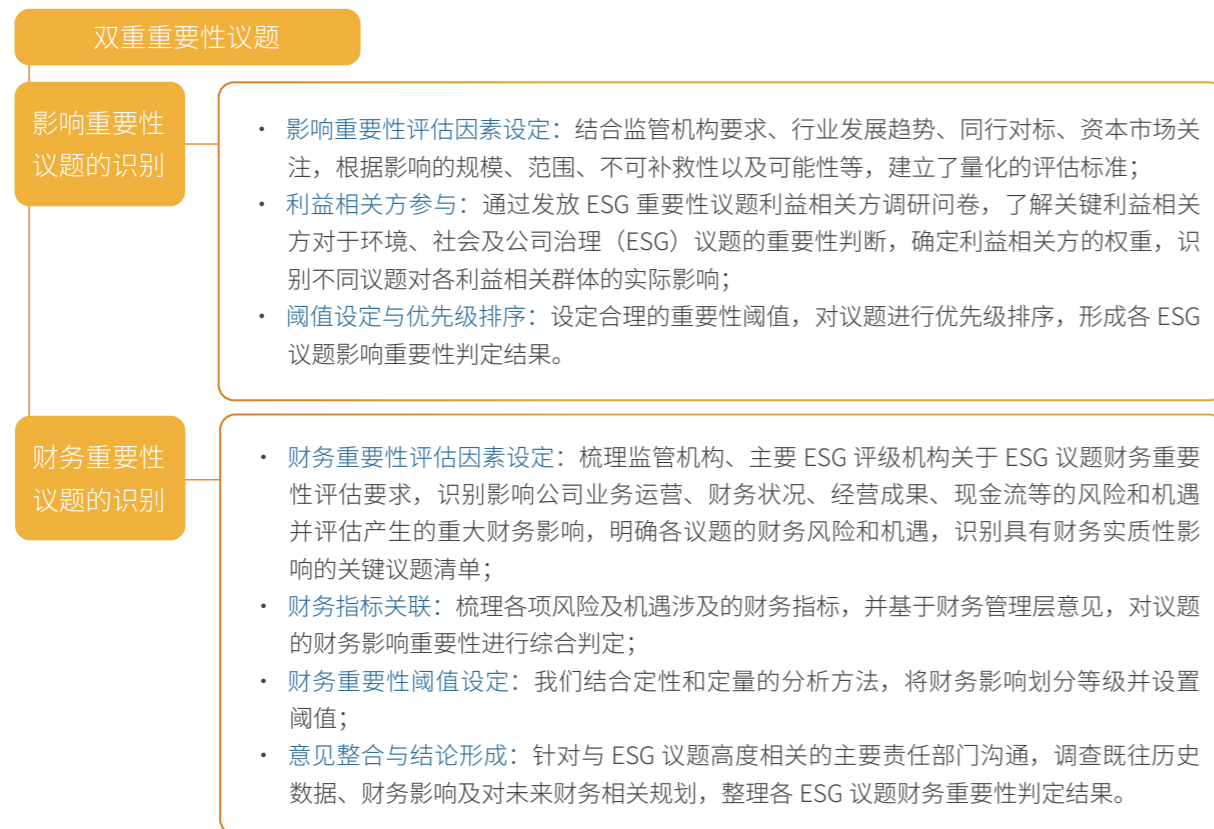 双重重要性议题
影响重要性
议题的识别
• 影响重要性评估因素设定：结合监管机构要求、行业发展趋势、同行对标、资本市场关
注，根据影响的规模、范围、不可补救性以及可能性等，建立了量化的评估标准；
• 利益相关方参与：通过发放 ESG 重要性议题利益相关方调研问卷，了解关键利益相关
方对于环境、社会及公司治理（ESG）议题的重要性判断，确定利益相关方的权重，识
别不同议题对各利益相关群体的实际影响；
• 阈值设定与优先级排序：设定合理的重要性阈值，对议题进行优先级排序，形成各 ESG
议题影响重要性判定结果。
财务重要性
议题的识别
• 财务重要性评估因素设定：梳理监管机构、主要 ESG 评级机构关于 ESG 议题财务重要
性评估要求，识别影响公司业务运营、财务状况、经营成果、现金流等的风险和机遇
并评估产生的重大财务影响，明确各议题的财务风险和机遇，识别具有财务实质性影
响的关键议题清单；
• 财务指标关联：梳理各项风险及机遇涉及的财务指标，并基于财务管理层意见，对议题
的财务影响重要性进行综合判定；
• 财务重要性阈值设定：我们结合定性和定量的分析方法，将财务影响划分等级并设置
阈值；
• 意见整合与结论形成：针对与 ESG 议题高度相关的主要责任部门沟通，调查既往历史
数据、财务影响及对未来财务相关规划，整理各 ESG 议题财务重要性判定结果。